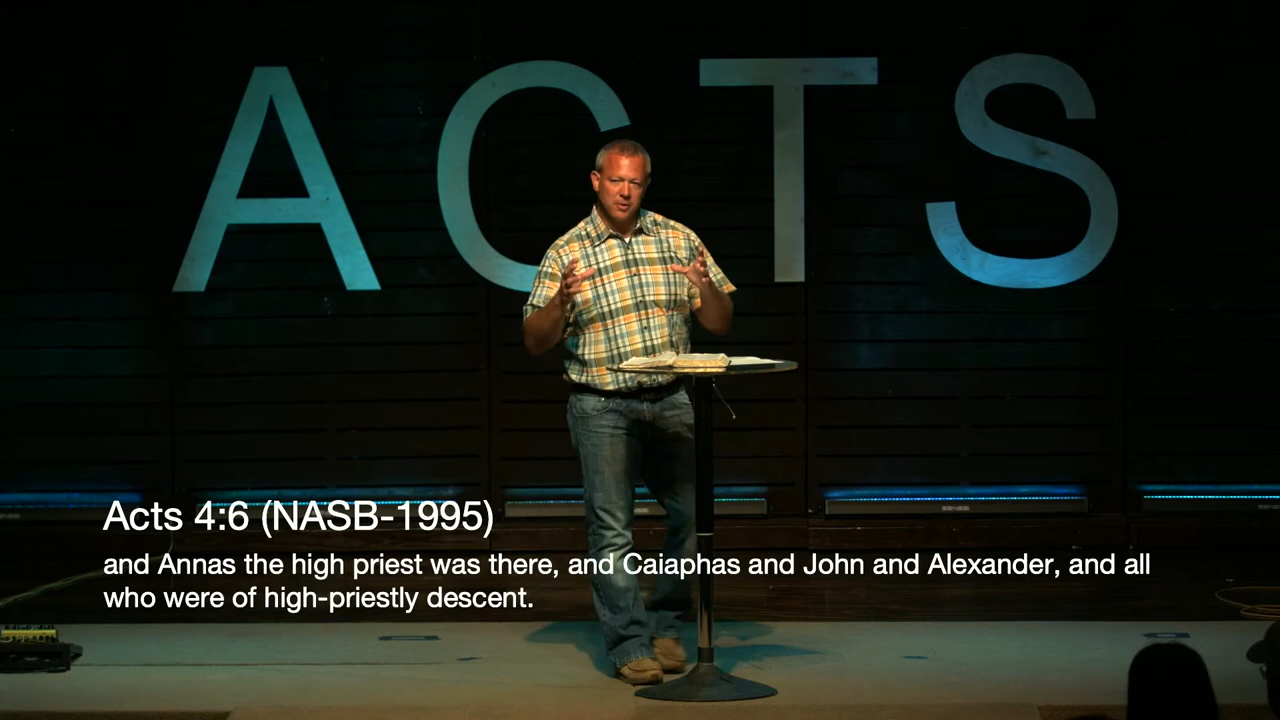 ACTS
Acts 4:6 (NASB-1995)
and Annas the high priest was there, and Caiaphas and John and Alexander, and all
who were of high-priestly descent.